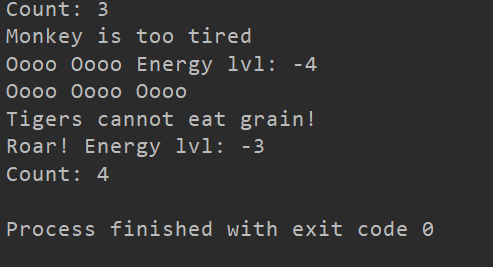 Count: 3
Monkey is too tired
Oooo Oooo Energy lvl: -4
Oooo Oooo Oooo
Tigers cannot eat grain!
Roar! Energy lvl: -3
Count: 4
Process finished with exit code 0